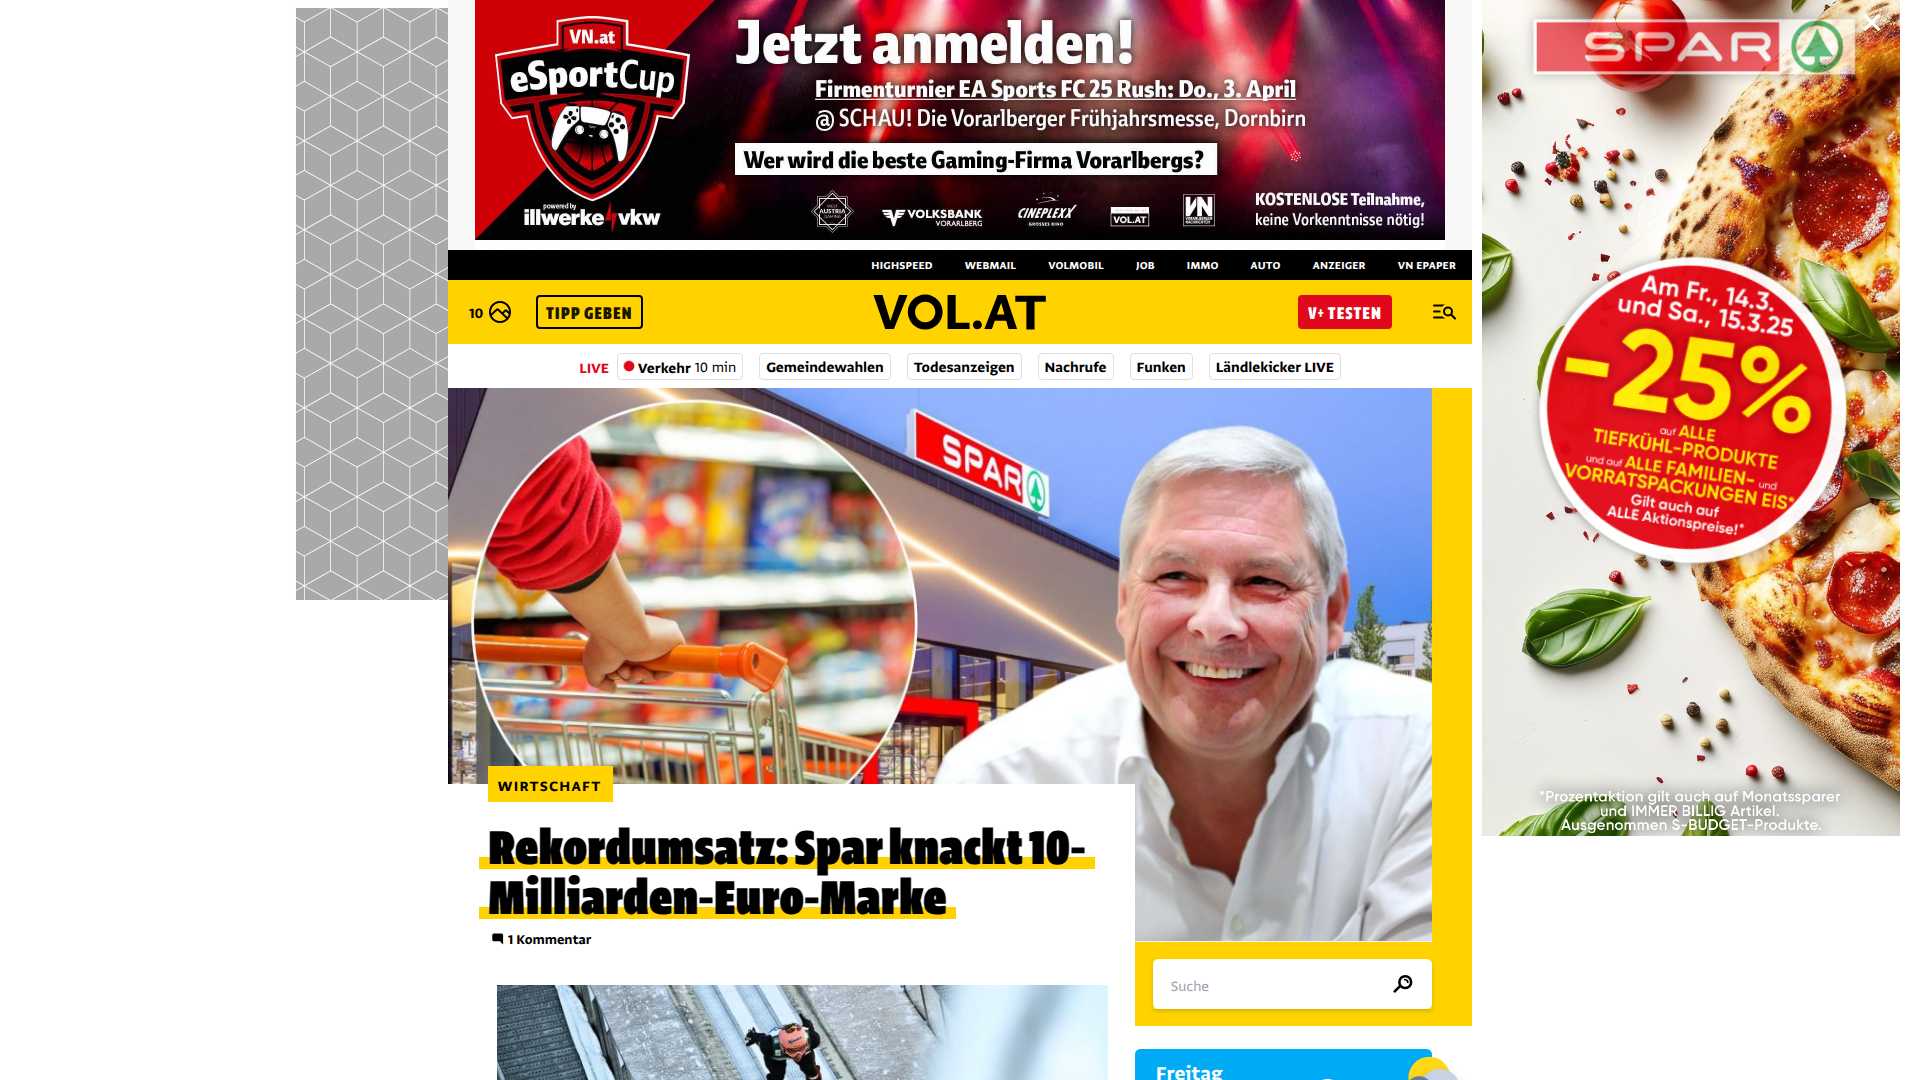 VN.at
eSportCup
powered by
illwerke vkw
Jetzt anmelden!
Firmenturnier EA Sports FC 25 Rush: Do., 3. April
@ SCHAU! Die Vorarlberger Frühjahrsmesse, Dornbirn
Wer wird die beste Gaming-Firma Vorarlbergs?
AUSTRIA
VOLKSBANK
VORARLBERG
CINEPLEXX
GROSSES KINO
VOL.AT
VN
KOSTENLOSE Teilnahme,
keine Vorkenntnisse nötig!
HIGHSPEED WEBMAIL VOLMOBIL JOB IMMO AUTO ANZEIGER VN EPAPER
10 TIPP GEBEN VOL.AT V+ TESTEN
LIVE Verkehr 10 min Gemeindewahlen Todesanzeigen Nachrufe Funken Ländlekicker LIVE
SPAR
WIRTSCHAFT
Rekordumsatz: Spar knackt 10-
Milliarden-Euro-Marke
1 Kommentar
Suche
Freitag
SPAR
Am Fr., 14.3.
und Sa., 15.3.25
-25%
auf ALLE
TIEFKÜHL-PRODUKTE
und auf ALLE FAMILIEN- und
VORRATSPACKUNGEN EIS*
Gilt auch auf
ALLE Aktionspreise!*
*Prozentaktion gilt auch auf Monatssparer
und IMMER BILLIG Artikel.
Ausgenommen S-BUDGET-Produkte.